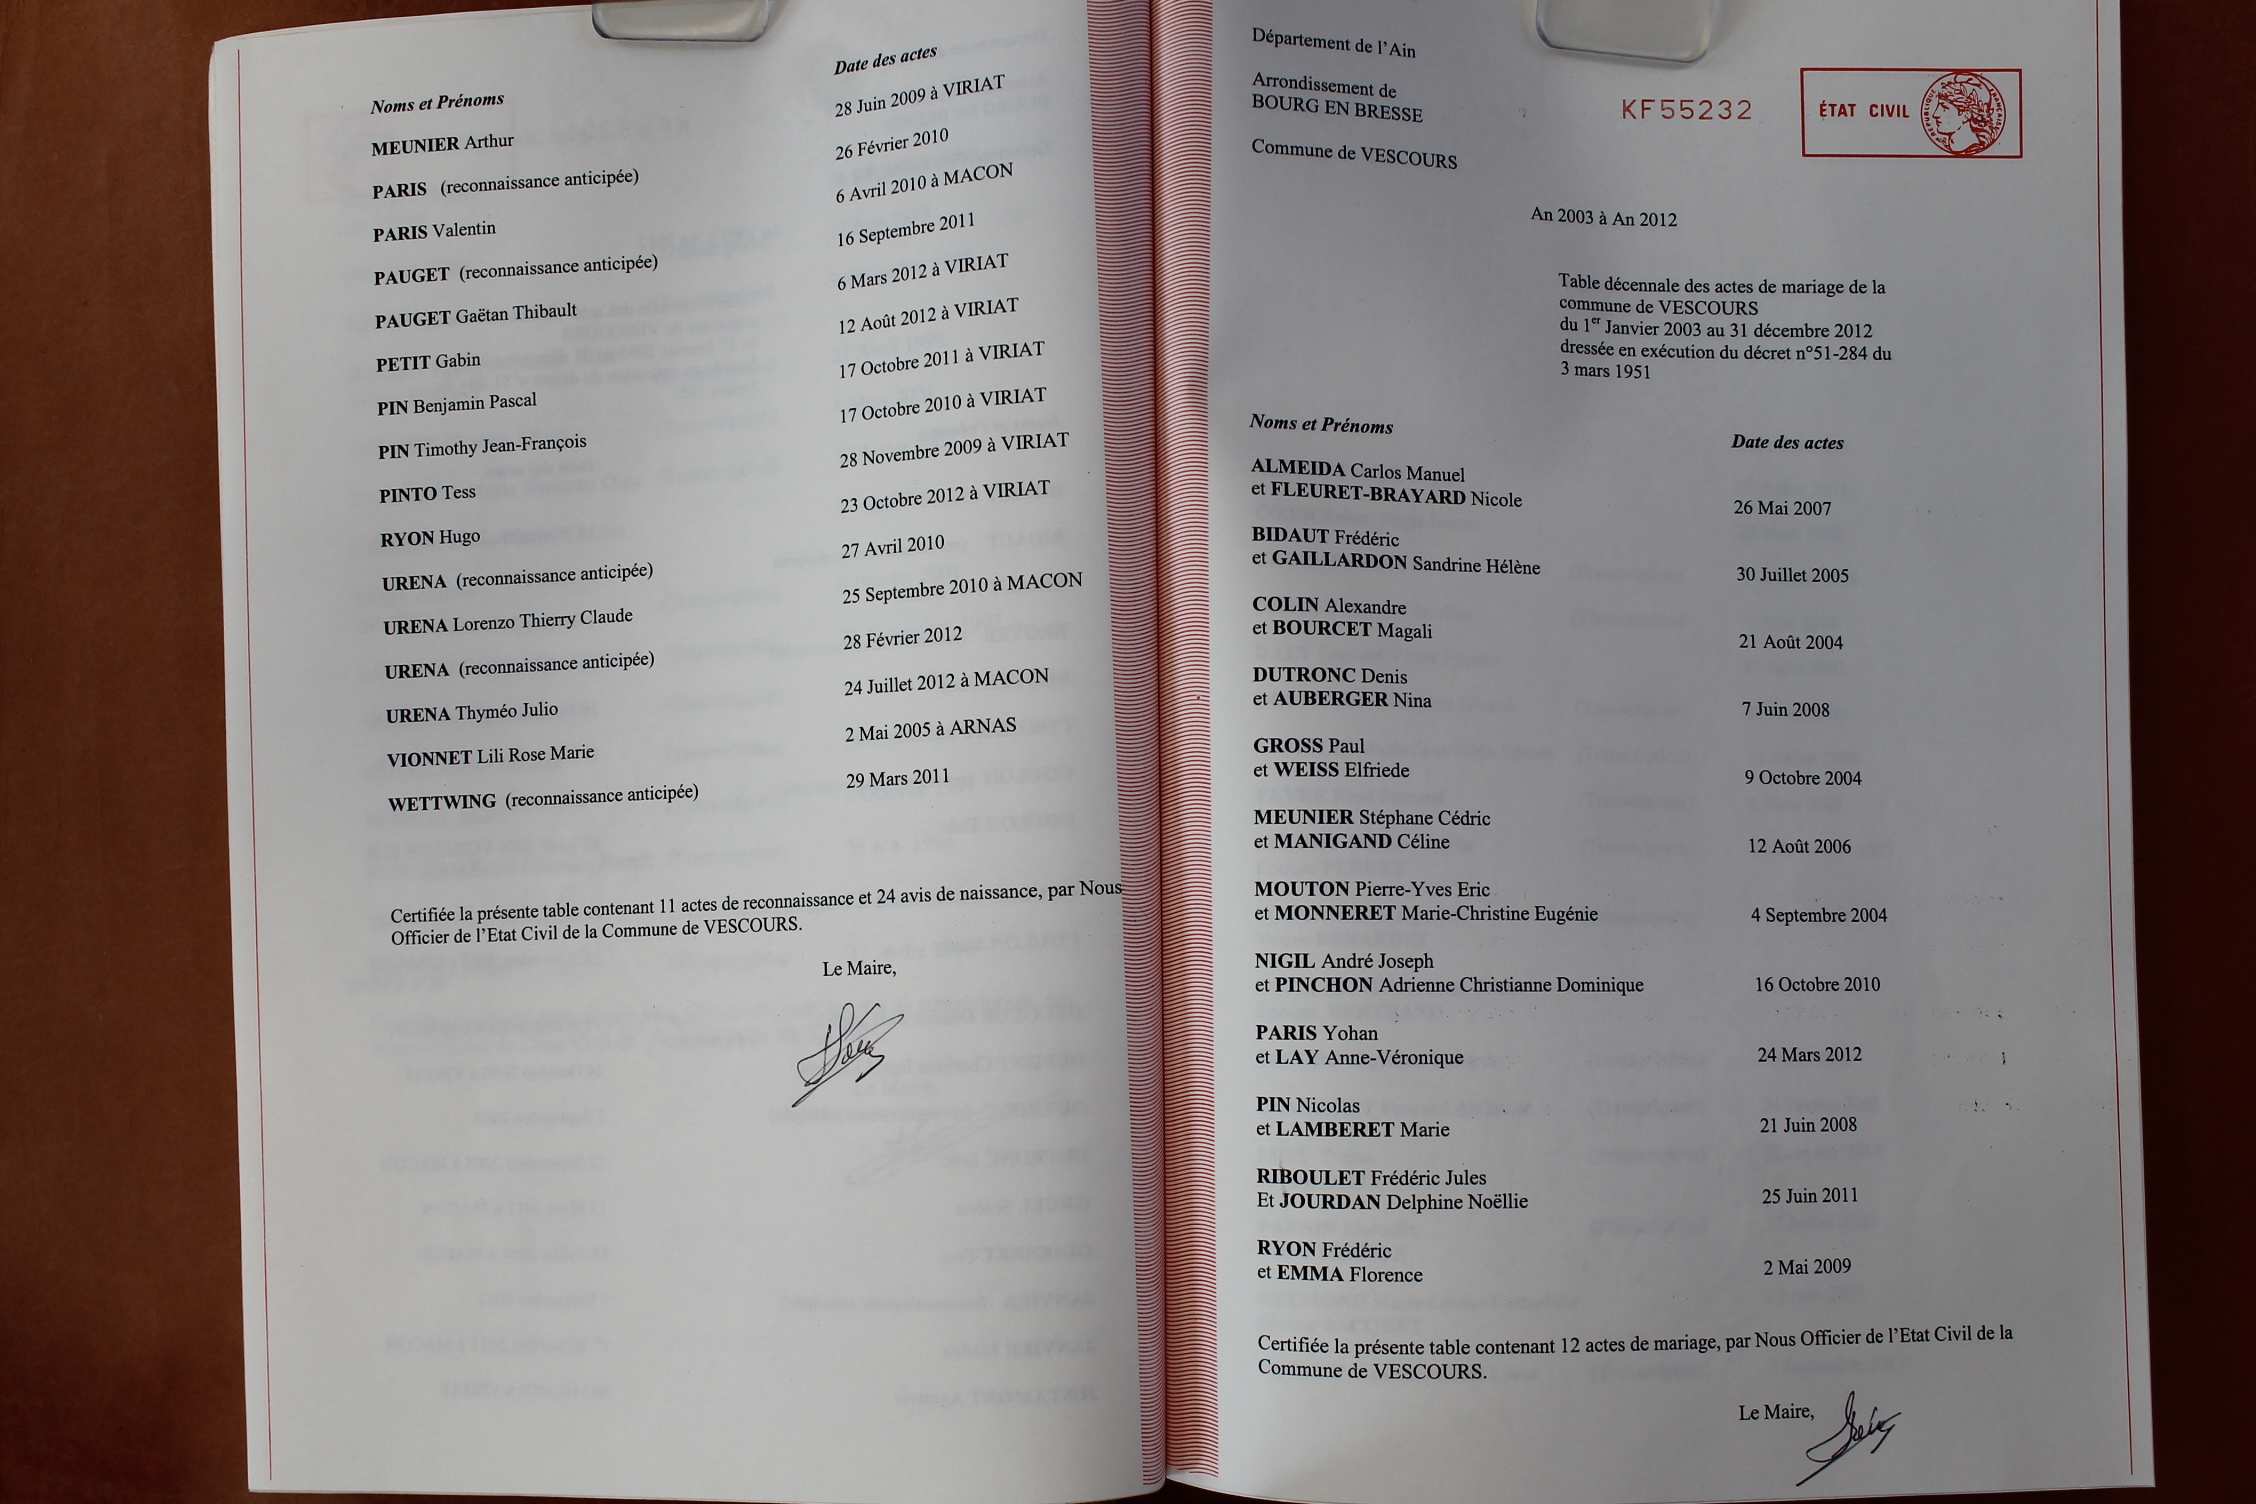 Noms et Prénoms Date des actes
MEUNIER Arthur 28 Juin 2009 à VIRIAT
PARIS (reconnaissance anticipée) 26 Février 2010
PARIS Valentin 6 Avril 2010 à MACON
PAUGET (reconnaissance anticipée) 16 Septembre 2011
PAUGET Gaëtan Thibault 6 Mars 2012 à VIRIAT
PETIT Gabin 12 Août 2012 à VIRIAT
PIN Benjamin Pascal 17 Octobre 2011 à VIRIAT
PIN Timothy Jean-François 17 Octobre 2010 à VIRIAT
PINTO Tess 28 Novembre 2009 à VIRIAT
RYON Hugo 23 Octobre 2012 à VIRIAT
URENA (reconnaissance anticipée) 27 Avril 2010
URENA Lorenzo Thierry Claude 25 Septembre 2010 à MACON
URENA (reconnaissance anticipée) 28 Février 2012
URENA Thyméo Julio 24 Juillet 2012 à MACON
VIONNET Lili Rose Marie 2 Mai 2005 à ARNAS
WETTWING (reconnaissance anticipée) 29 Mars 2011
Certifiée la présente table contenant 11 actes de reconnaissance et 24 avis de naissance, par Nous
Officier de l'Etat Civil de la Commune de VESCOURS.
Le Maire,
Département de l'Ain
Arrondissement de
BOURG EN BRESSE
KF55232
ÉTAT CIVIL
RÉPUBLIQUE FRANÇAISE
Commune de VESCOURS
An 2003 à An 2012
Table décennale des actes de mariage de la
commune de VESCOURS
du 1er Janvier 2003 au 31 décembre 2012
dressée en exécution du décret n°51-284 du
3 mars 1951
Noms et Prénoms Date des actes
ALMEIDA Carlos Manuel
et FLEURET-BRAYARD Nicole 26 Mai 2007
BIDAUT Frédéric
et GAILLARDON Sandrine Hélène 30 Juillet 2005
COLIN Alexandre
et BOURCET Magali 21 Août 2004
DUTRONC Denis
et AUBERGER Nina 7 Juin 2008
GROSS Paul
et WEISS Elfriede 9 Octobre 2004
MEUNIER Stéphane Cédric
et MANIGAND Céline 12 Août 2006
MOUTON Pierre-Yves Eric
et MONNERET Marie-Christine Eugénie 4 Septembre 2004
NIGIL André Joseph
et PINCHON Adrienne Christianne Dominique 16 Octobre 2010
PARIS Yohan
et LAY Anne-Véronique 24 Mars 2012
PIN Nicolas
et LAMBERET Marie 21 Juin 2008
RIBOULET Frédéric Jules
Et JOURDAN Delphine Noëllie 25 Juin 2011
RYON Frédéric
et EMMA Florence 2 Mai 2009
Certifiée la présente table contenant 12 actes de mariage, par Nous Officier de l'Etat Civil de la
Commune de VESCOURS.
Le Maire,